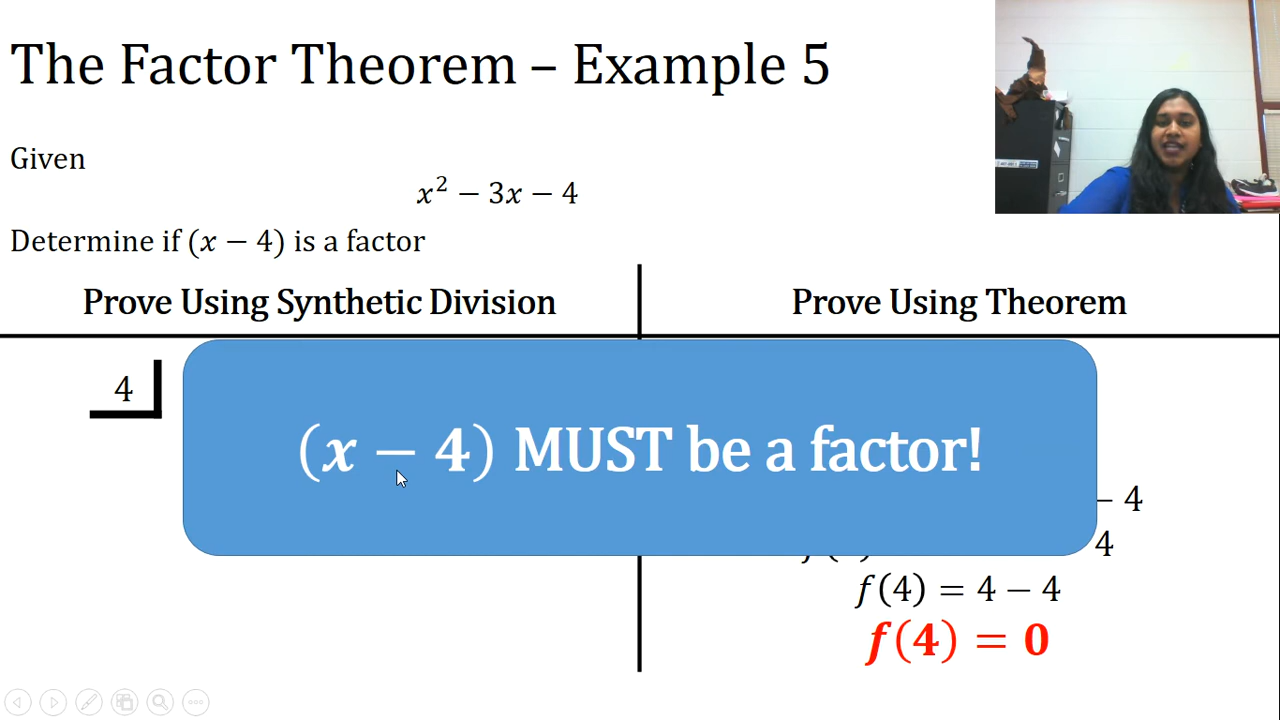 The Factor Theorem – Example 5
Given
x² − 3x − 4
Determine if (x − 4) is a factor
Prove Using Synthetic Division
Prove Using Theorem
4
(x − 4) MUST be a factor!
− 4
4
f(4) = 4 − 4
f(4) = 0